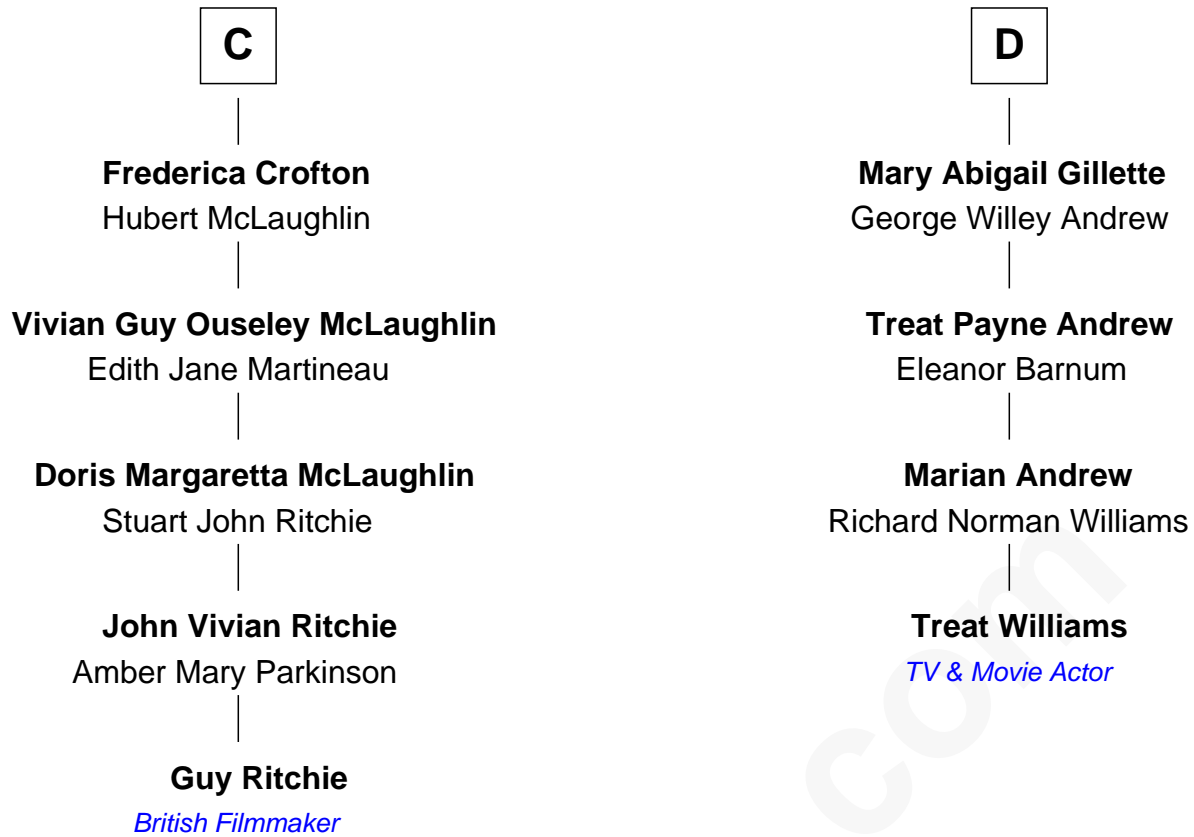 C
Frederica Crofton
Hubert McLaughlin
Vivian Guy Ouseley McLaughlin
Edith Jane Martineau
Doris Margaretta McLaughlin
Stuart John Ritchie
John Vivian Ritchie
Amber Mary Parkinson
Guy Ritchie
British Filmmaker
D
Mary Abigail Gillette
George Willey Andrew
Treat Payne Andrew
Eleanor Barnum
Marian Andrew
Richard Norman Williams
Treat Williams
TV & Movie Actor
com